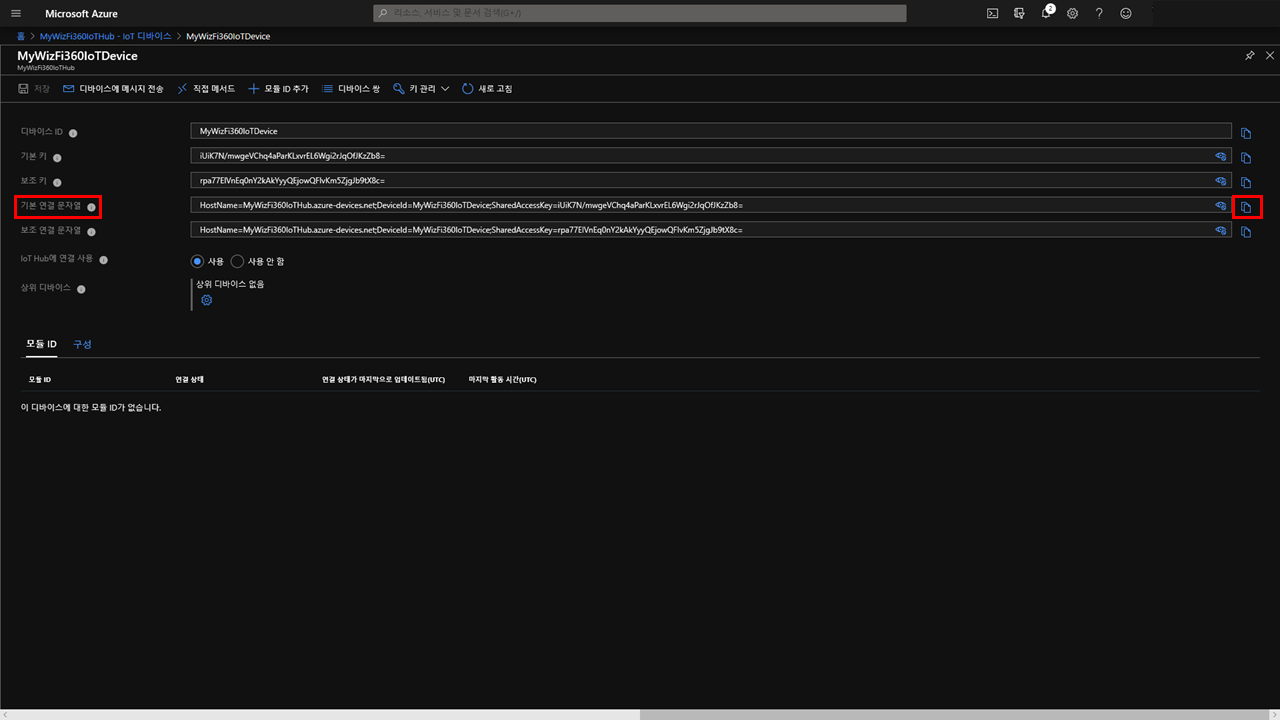 Microsoft Azure
리소스, 서비스 및 문서 검색(G+/)
2
홈 > MyWizFi360IoTHub - IoT 디바이스 > MyWizFi360IoTDevice
MyWizFi360IoTDevice
MyWizFi360IoTHub
저장 디바이스에 메시지 전송 직접 메서드 모듈 ID 추가 디바이스 쌍 키 관리 새로 고침
디바이스 ID MyWizFi360IoTDevice
기본 키 iUiK7N/mwgeVChq4aParKLxvrEL6Wgi2rJqOfJKzZb8=
보조 키 rpa77ElVnEq0nY2kAkYyyQEjowQFlvKm5ZjgJb9tX8c=
기본 연결 문자열 HostName=MyWizFi360IoTHub.azure-devices.net;DeviceId=MyWizFi360IoTDevice;SharedAccessKey=iUiK7N/mwgeVChq4aParKLxvrEL6Wgi2rJqOfJKzZb8=
보조 연결 문자열 HostName=MyWizFi360IoTHub.azure-devices.net;DeviceId=MyWizFi360IoTDevice;SharedAccessKey=rpa77ElVnEq0nY2kAkYyyQEjowQFlvKm5ZjgJb9tX8c=
IoT Hub에 연결 사용 사용 사용 안 함
상위 디바이스 상위 디바이스 없음
모듈 ID 구성
모듈 ID 연결 상태 연결 상태가 마지막으로 업데이트됨(UTC) 마지막 활동 시간(UTC)
이 디바이스에 대한 모듈 ID가 없습니다.